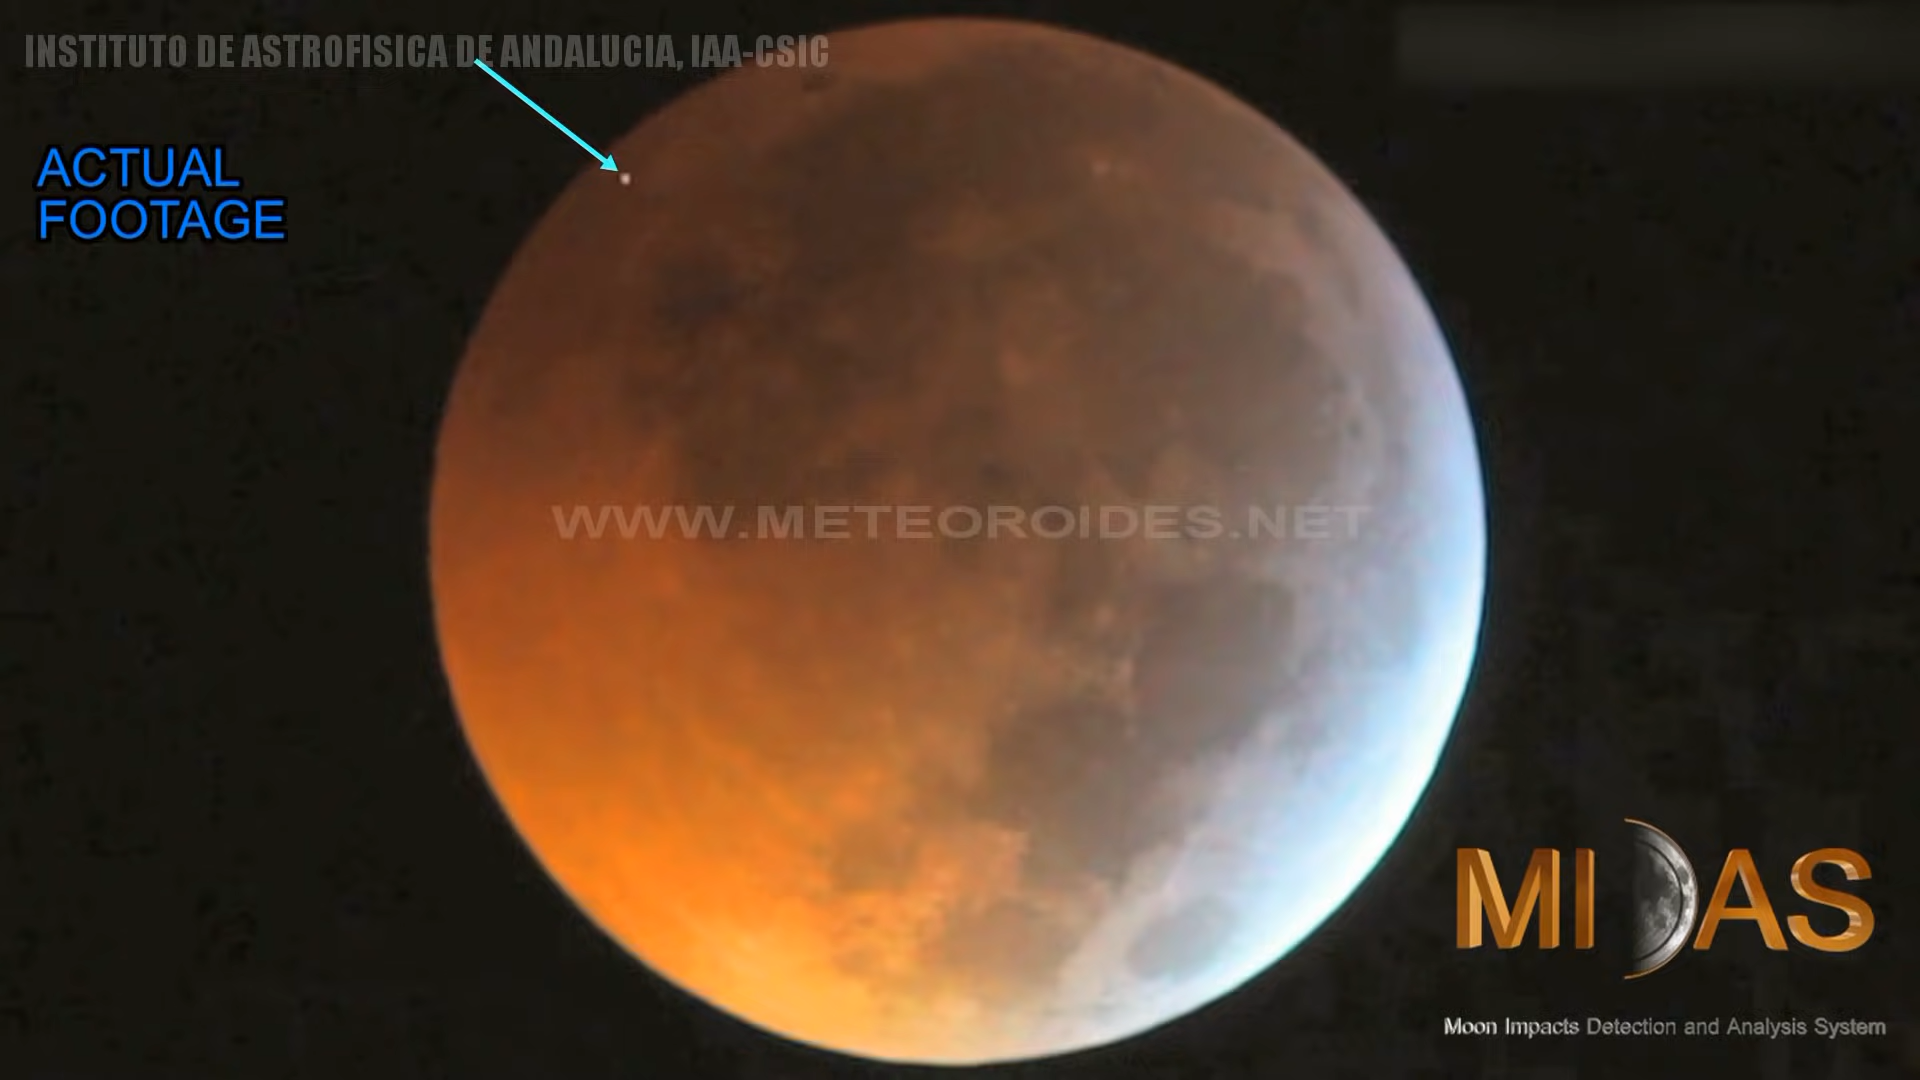 INSTITUTO DE ASTROFISICA DE ANDALUCIA, IAA-CSIC
ACTUAL
FOOTAGE
WWW.METEOROIDES.NET
MIDAS
Moon Impacts Detection and Analysis System